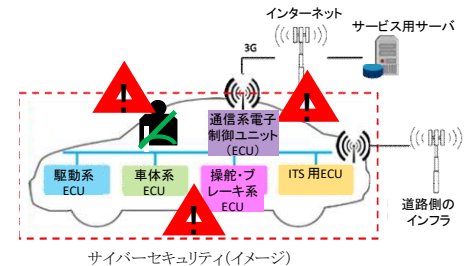 インターネット
サービス用サーバ
3G
通信系電子
制御ユニット
(ECU)
駆動系
ECU
車体系
ECU
操舵・ブ
レーキ系
ECU
ITS 用ECU
道路側の
インフラ
サイバーセキュリティ(イメージ)